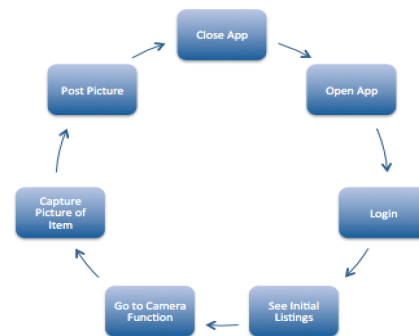 Close App
Open App
Login
See Initial
Listings
Go to Camera
Function
Capture
Picture of
Item
Post Picture